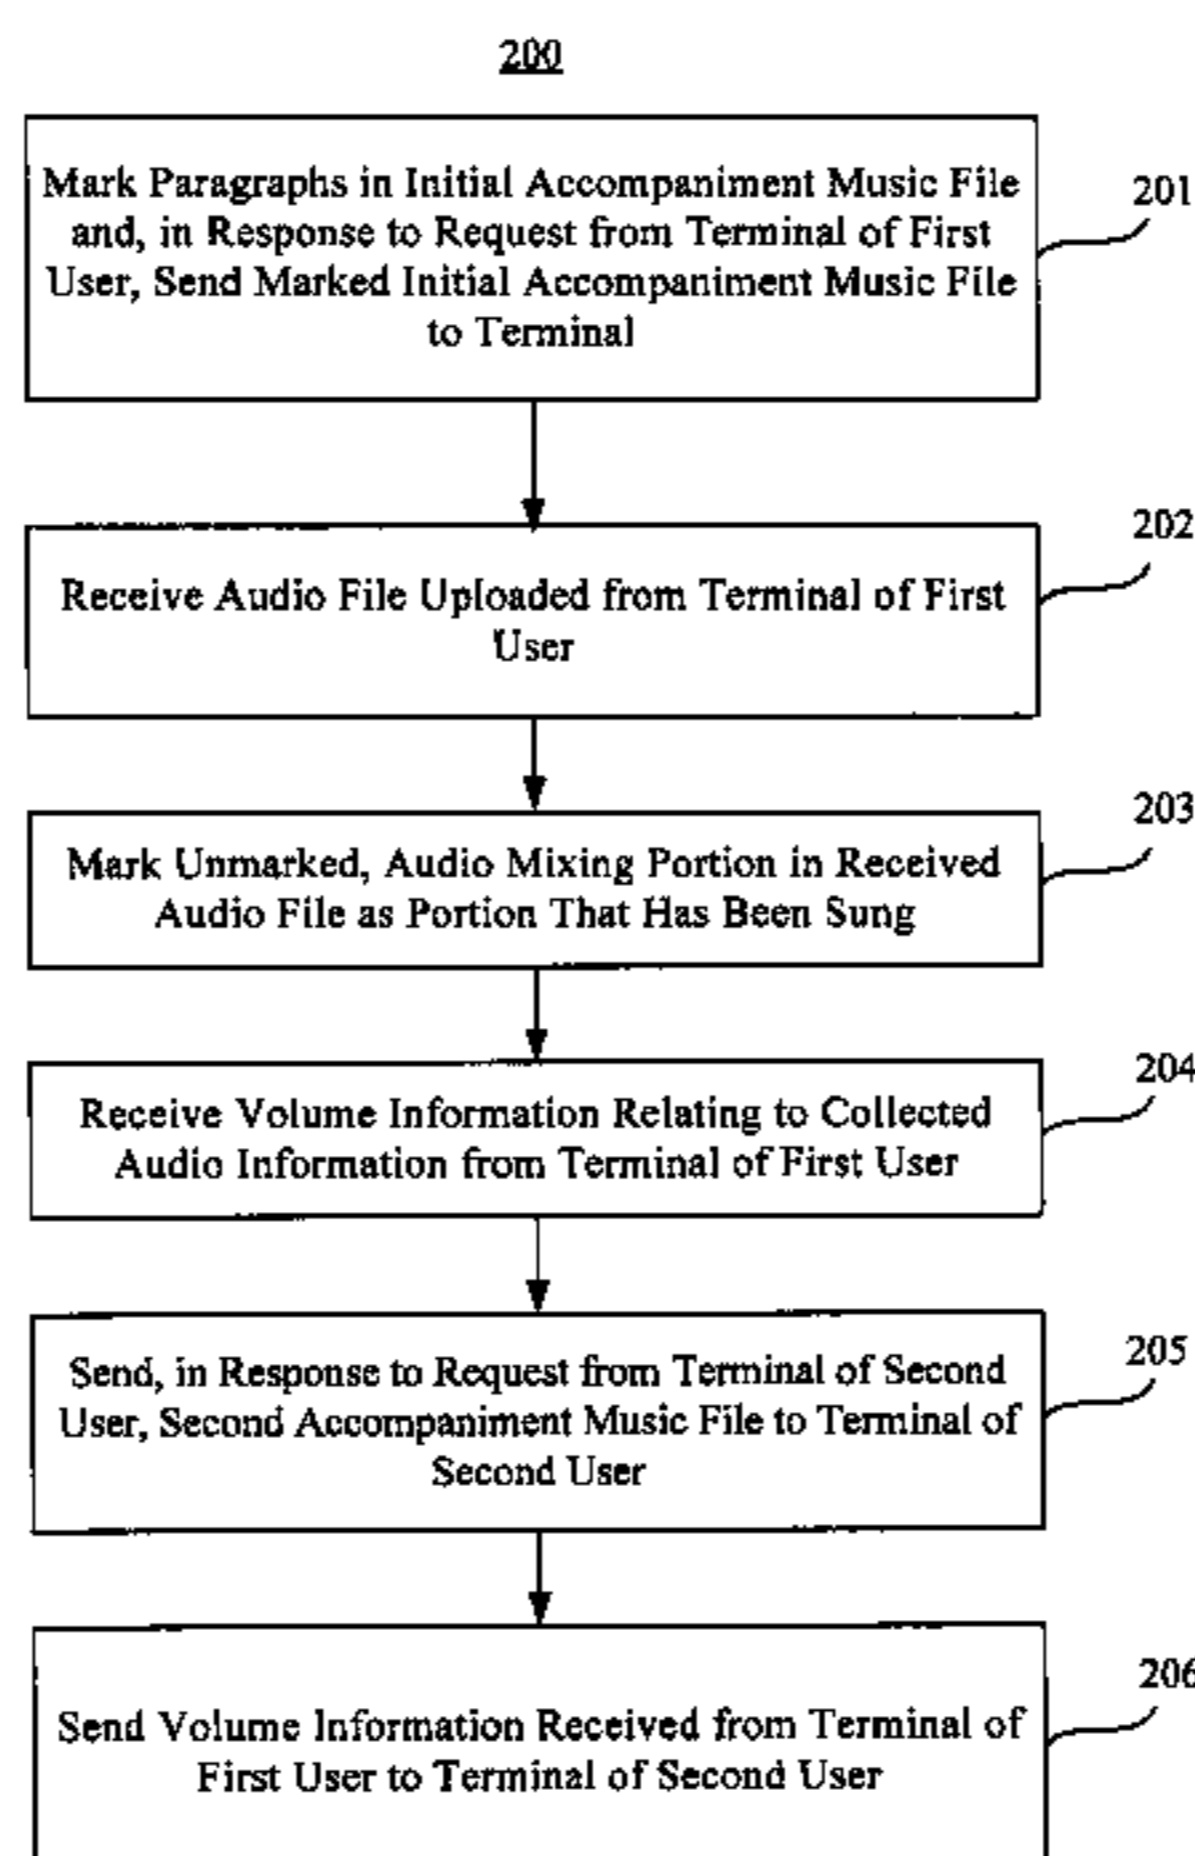 200
Mark Paragraphs in Initial Accompaniment Music File
and, in Response to Request from Terminal of First
User, Send Marked Initial Accompaniment Music File
to Terminal
201
Receive Audio File Uploaded from Terminal of First
User
202
Mark Unmarked, Audio Mixing Portion in Received
Audio File as Portion That Has Been Sung
203
Receive Volume Information Relating to Collected
Audio Information from Terminal of First User
204
Send, in Response to Request from Terminal of Second
User, Second Accompaniment Music File to Terminal of
Second User
205
Send Volume Information Received from Terminal of
First User to Terminal of Second User
206